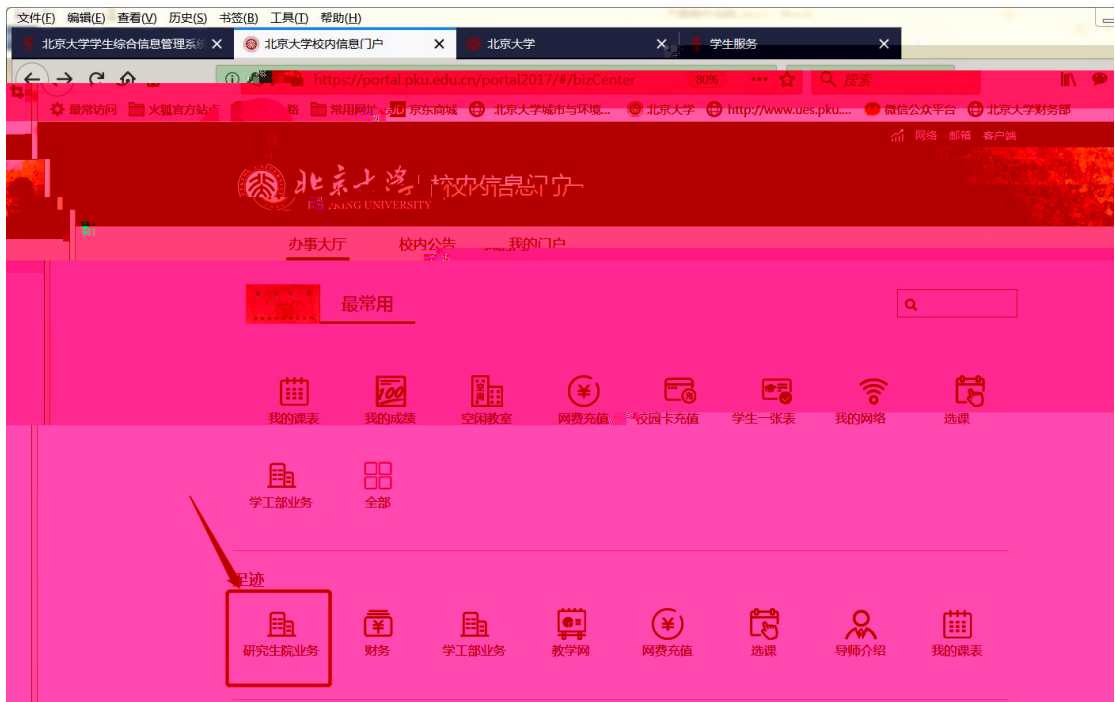 文件(F) 编辑(E) 查看(V) 历史(S) 书签(B) 工具(T) 帮助(H)
北京大学学生综合信息管理系统 北京大学校内信息门户 北京大学 学生服务
https://portal.pku.edu.cn/portal2017/#/bizCenter 80% 搜索
最常访问 火狐官方站点 常用网址 JD 京东商城 北京大学城市与环境... 北京大学 http://www.ues.pku.... 微信公众平台 北京大学财务部
网络 邮箱 客户端
北京大学 校内信息门户
PEKING UNIVERSITY
办事大厅 校内公告 我的门户
最常用
我的课表 我的成绩 空闲教室 网费充值 校园卡充值 学生一张表 我的网络 选课
学工部业务 全部
足迹
研究生院业务 财务 学工部业务 教学网 网费充值 选课 导师介绍 我的课表